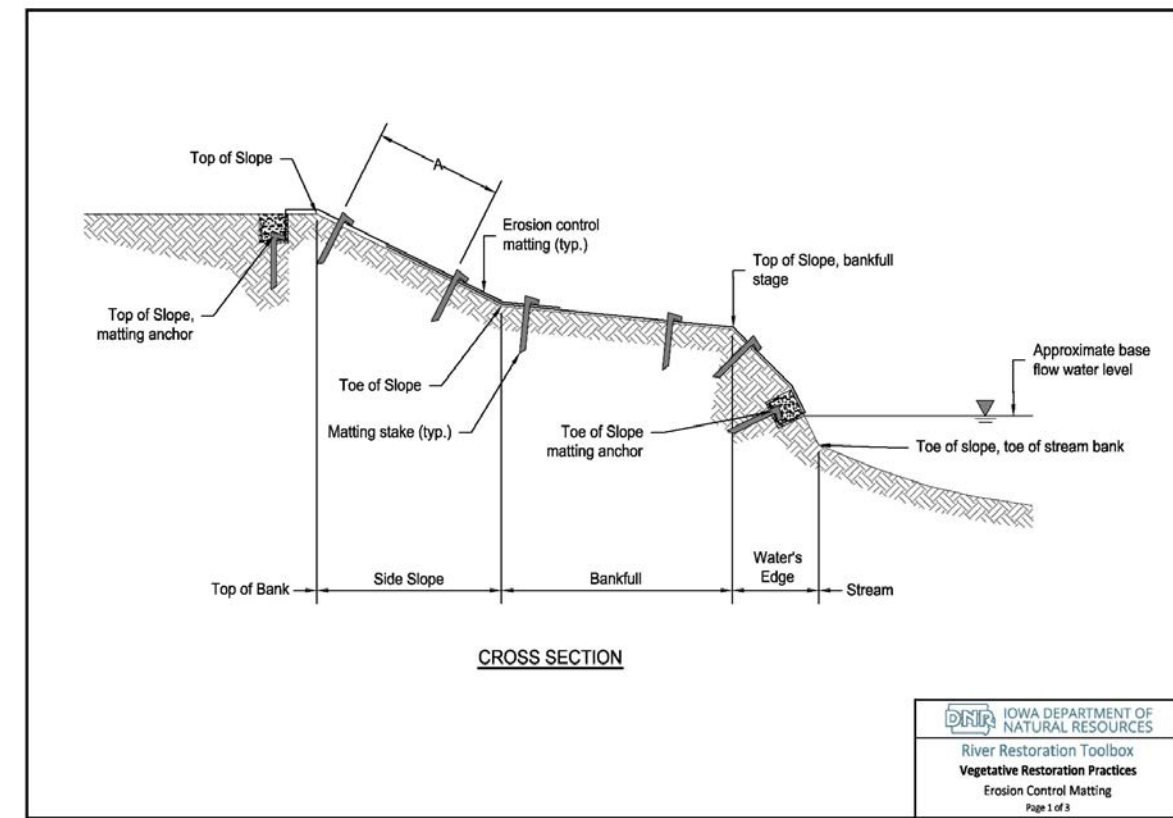 Top of Slope
A
Erosion control
matting (typ.)
Top of Slope, bankfull
stage
Top of Slope,
matting anchor
Approximate base
flow water level
Toe of Slope
Matting stake (typ.)
Toe of Slope
matting anchor
Toe of slope, toe of stream bank
Top of Bank
Side Slope
Bankfull
Water's
Edge
Stream
CROSS SECTION
DNR
IOWA DEPARTMENT OF
NATURAL RESOURCES
River Restoration Toolbox
Vegetative Restoration Practices
Erosion Control Matting
Page 1 of 3